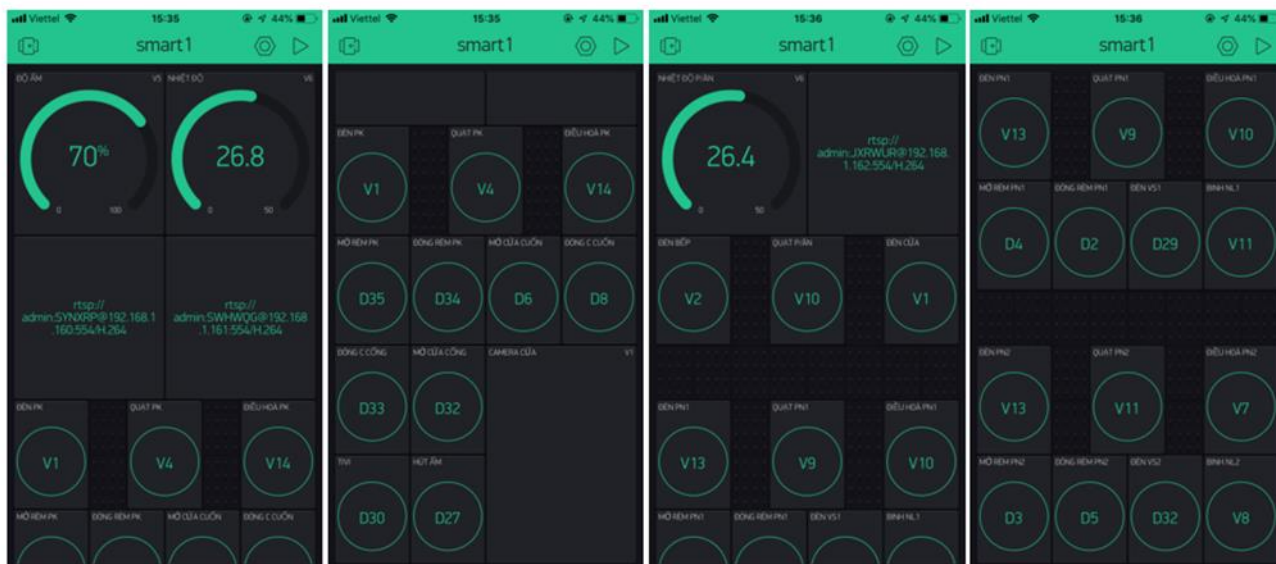 Viettel 15:35 44%
smart1
ĐỘ ẨM V5 NHIỆT ĐỘ V6
70% 26.8
0 100 0 50
rtsp://
admin:SYNXRP@192.168.1
.160:554/H.264
rtsp://
admin:SWHWQG@192.168
.1.161:554/H.264
ĐÈN PK QUẠT PK ĐIỀU HOÀ PK
V1 V4 V14
MỞ RÈM PK ĐÓNG RÈM PK MỞ CỬA CUỐN ĐÓNG C CUỐN
Viettel 15:35 44%
smart1
ĐÈN PK QUẠT PK ĐIỀU HOÀ PK
V1 V4 V14
MỞ RÈM PK ĐÓNG RÈM PK MỞ CỬA CUỐN ĐÓNG C CUỐN
D35 D34 D6 D8
ĐÓNG C CỔNG MỞ CỬA CỔNG CAMERA CỬA V1
D33 D32
TIVI HÚT ẨM
D30 D27
Viettel 15:36 44%
smart1
NHIỆT ĐỘ P/ĂN V6
26.4
0 50
rtsp://
admin:JXRWUR@192.168.
1.162:554/H.264
ĐÈN BẾP QUẠT P/ĂN ĐÈN CỬA
V2 V10 V1
ĐÈN PN1 QUẠT PN1 ĐIỀU HOÀ PN1
V13 V9 V10
MỞ RÈM PN1 ĐÓNG RÈM PN1 ĐÈN VS1 BÌNH NL1
Viettel 15:36 44%
smart1
ĐÈN PN1 QUẠT PN1 ĐIỀU HOÀ PN1
V13 V9 V10
MỞ RÈM PN1 ĐÓNG RÈM PN1 ĐÈN VS1 BÌNH NL1
D4 D2 D29 V11
ĐÈN PN2 QUẠT PN2 ĐIỀU HOÀ PN2
V13 V11 V7
MỞ RÈM PN2 ĐÓNG RÈM PN2 ĐÈN VS2 BÌNH NL2
D3 D5 D32 V8